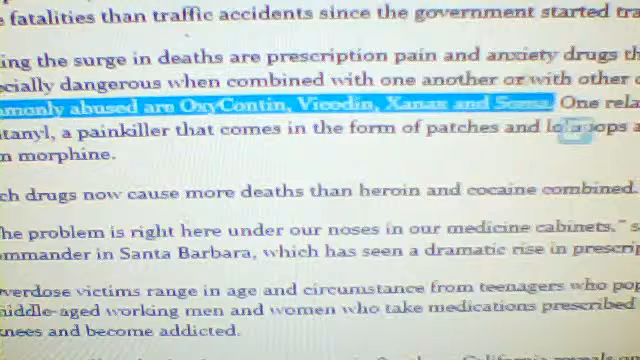 fatalities than traffic accidents since the government started tra
ing the surge in deaths are prescription pain and anxiety drugs th
cially dangerous when combined with one another or with other
monly abused are OxyContin, Vicodin, Xanax and Soma. One rela
tanyl, a painkiller that comes in the form of patches and lollipops a
n morphine.
ch drugs now cause more deaths than heroin and cocaine combined.
he problem is right here under our noses in our medicine cabinets," s
mmander in Santa Barbara, which has seen a dramatic rise in prescrip
verdose victims range in age and circumstance from teenagers who pop
iddle-aged working men and women who take medications prescribed
knees and become addicted.